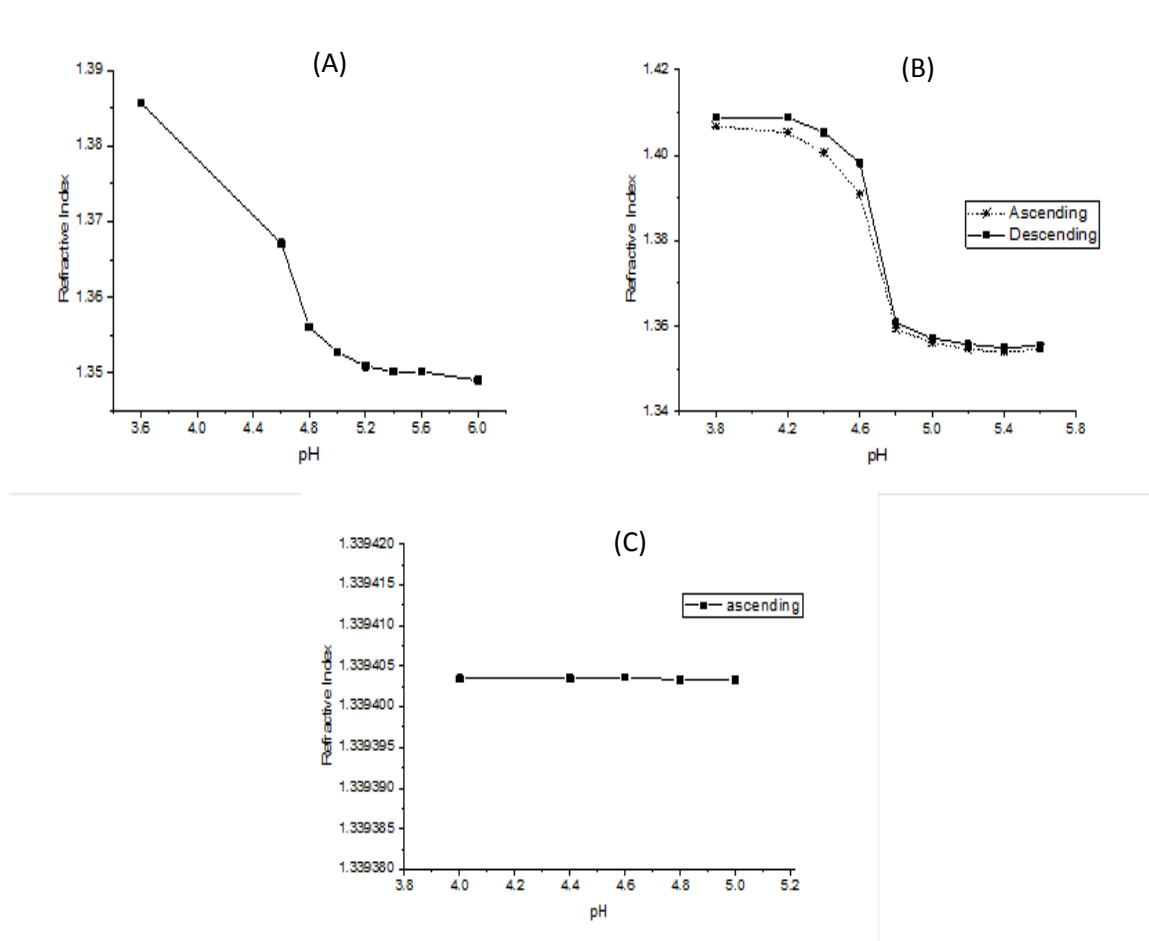 (A)
1.39
1.38
1.37
1.36
1.35
Refractive Index
3.6 4.0 4.4 4.8 5.2 5.6 6.0
pH
(B)
1.42
1.40
1.38
1.36
1.34
Refractive Index
Ascending
Descending
3.8 4.2 4.6 5.0 5.4 5.8
pH
(C)
1.339420
1.339415
1.339410
1.339405
1.339400
1.339395
1.339390
1.339385
1.339380
Refractive Index
ascending
3.8 4.0 4.2 4.4 4.6 4.8 5.0 5.2
pH